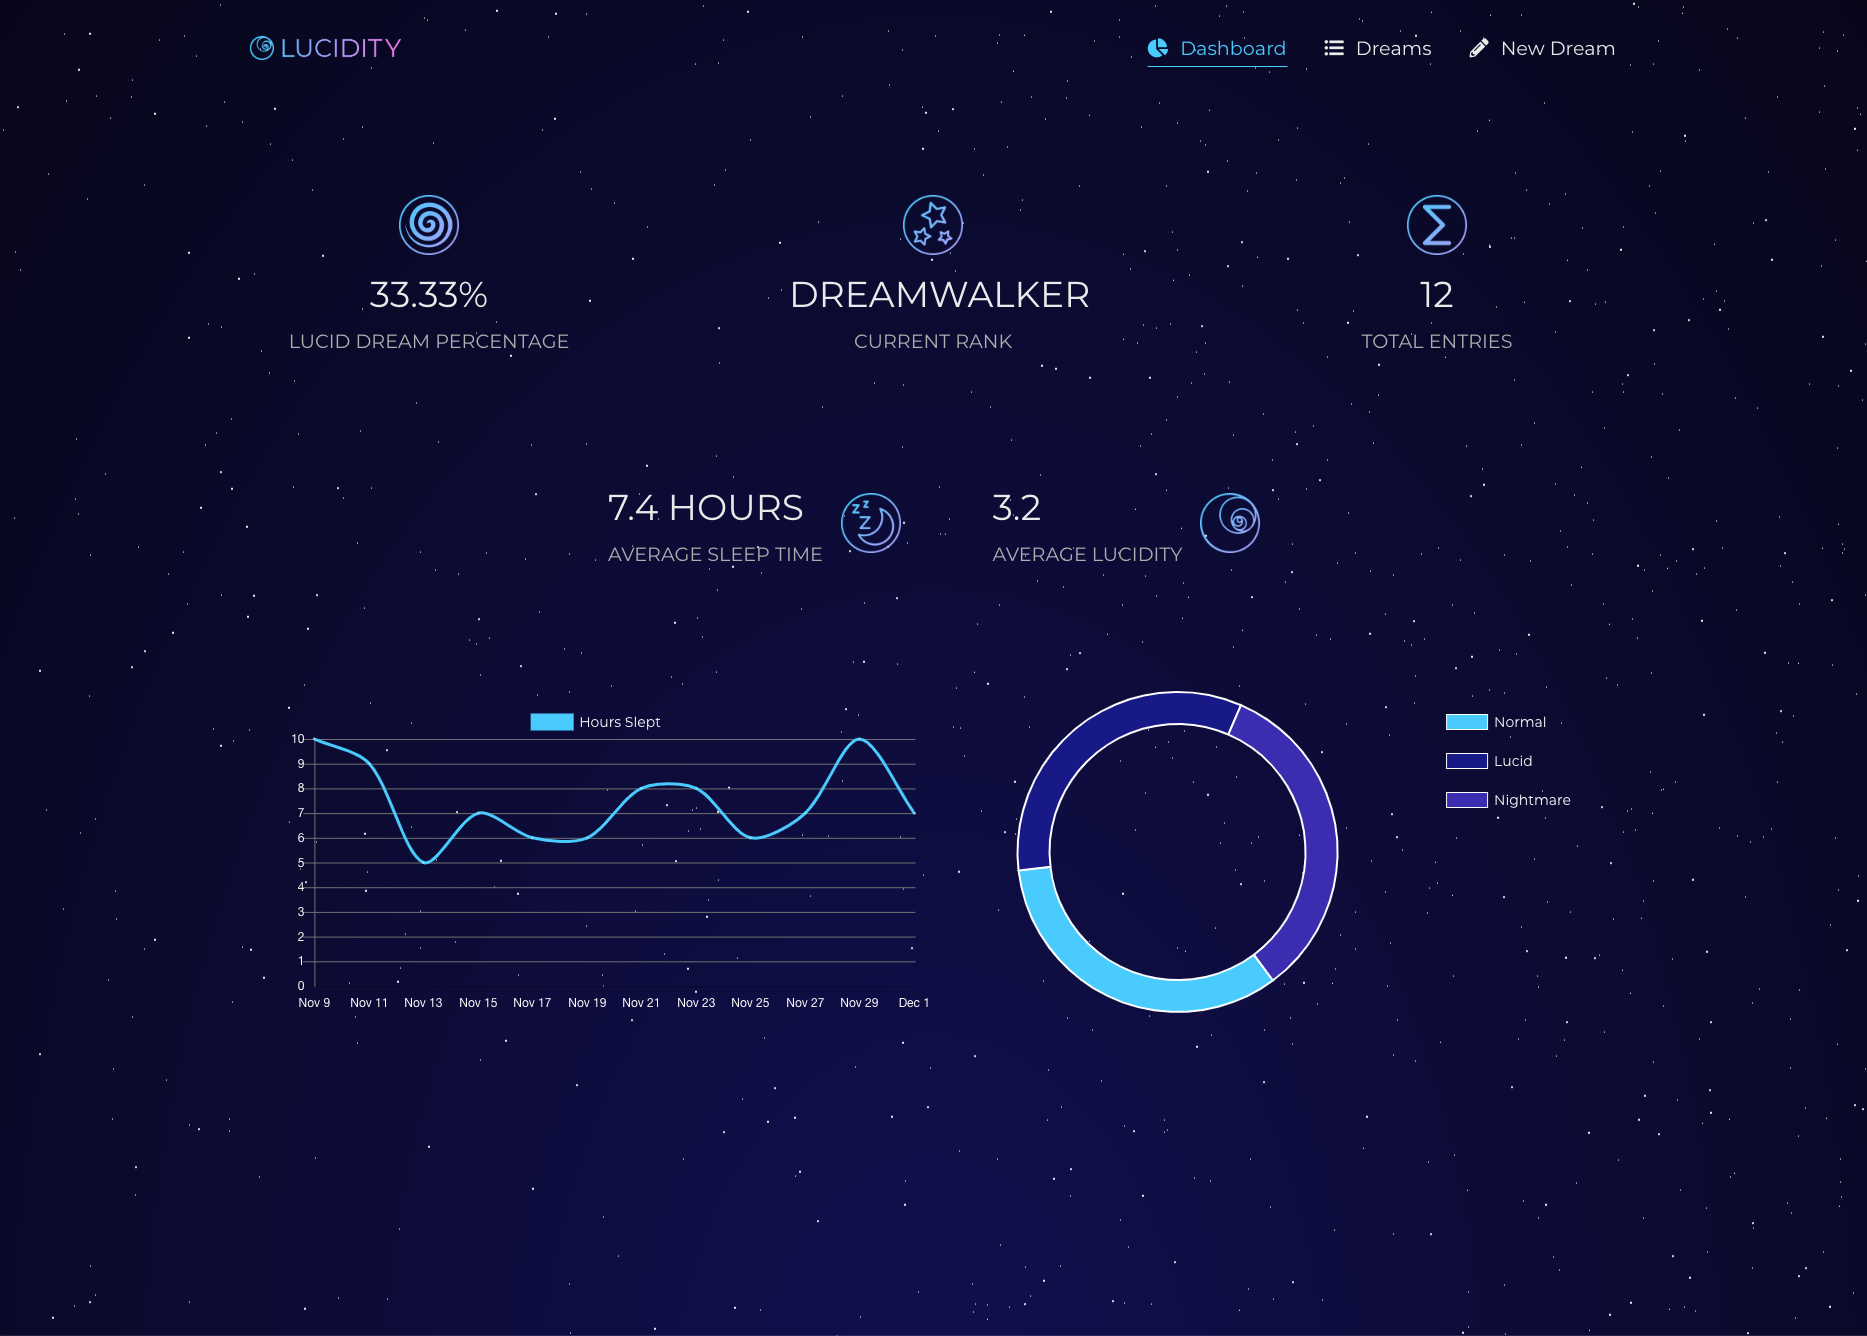 LUCIDITY
Dashboard
Dreams
New Dream
33.33%
LUCID DREAM PERCENTAGE
DREAMWALKER
CURRENT RANK
12
TOTAL ENTRIES
7.4 HOURS
AVERAGE SLEEP TIME
3.2
AVERAGE LUCIDITY
Hours Slept
10
9
8
7
6
5
4
3
2
1
0
Nov 9 Nov 11 Nov 13 Nov 15 Nov 17 Nov 19 Nov 21 Nov 23 Nov 25 Nov 27 Nov 29 Dec 1
Normal
Lucid
Nightmare